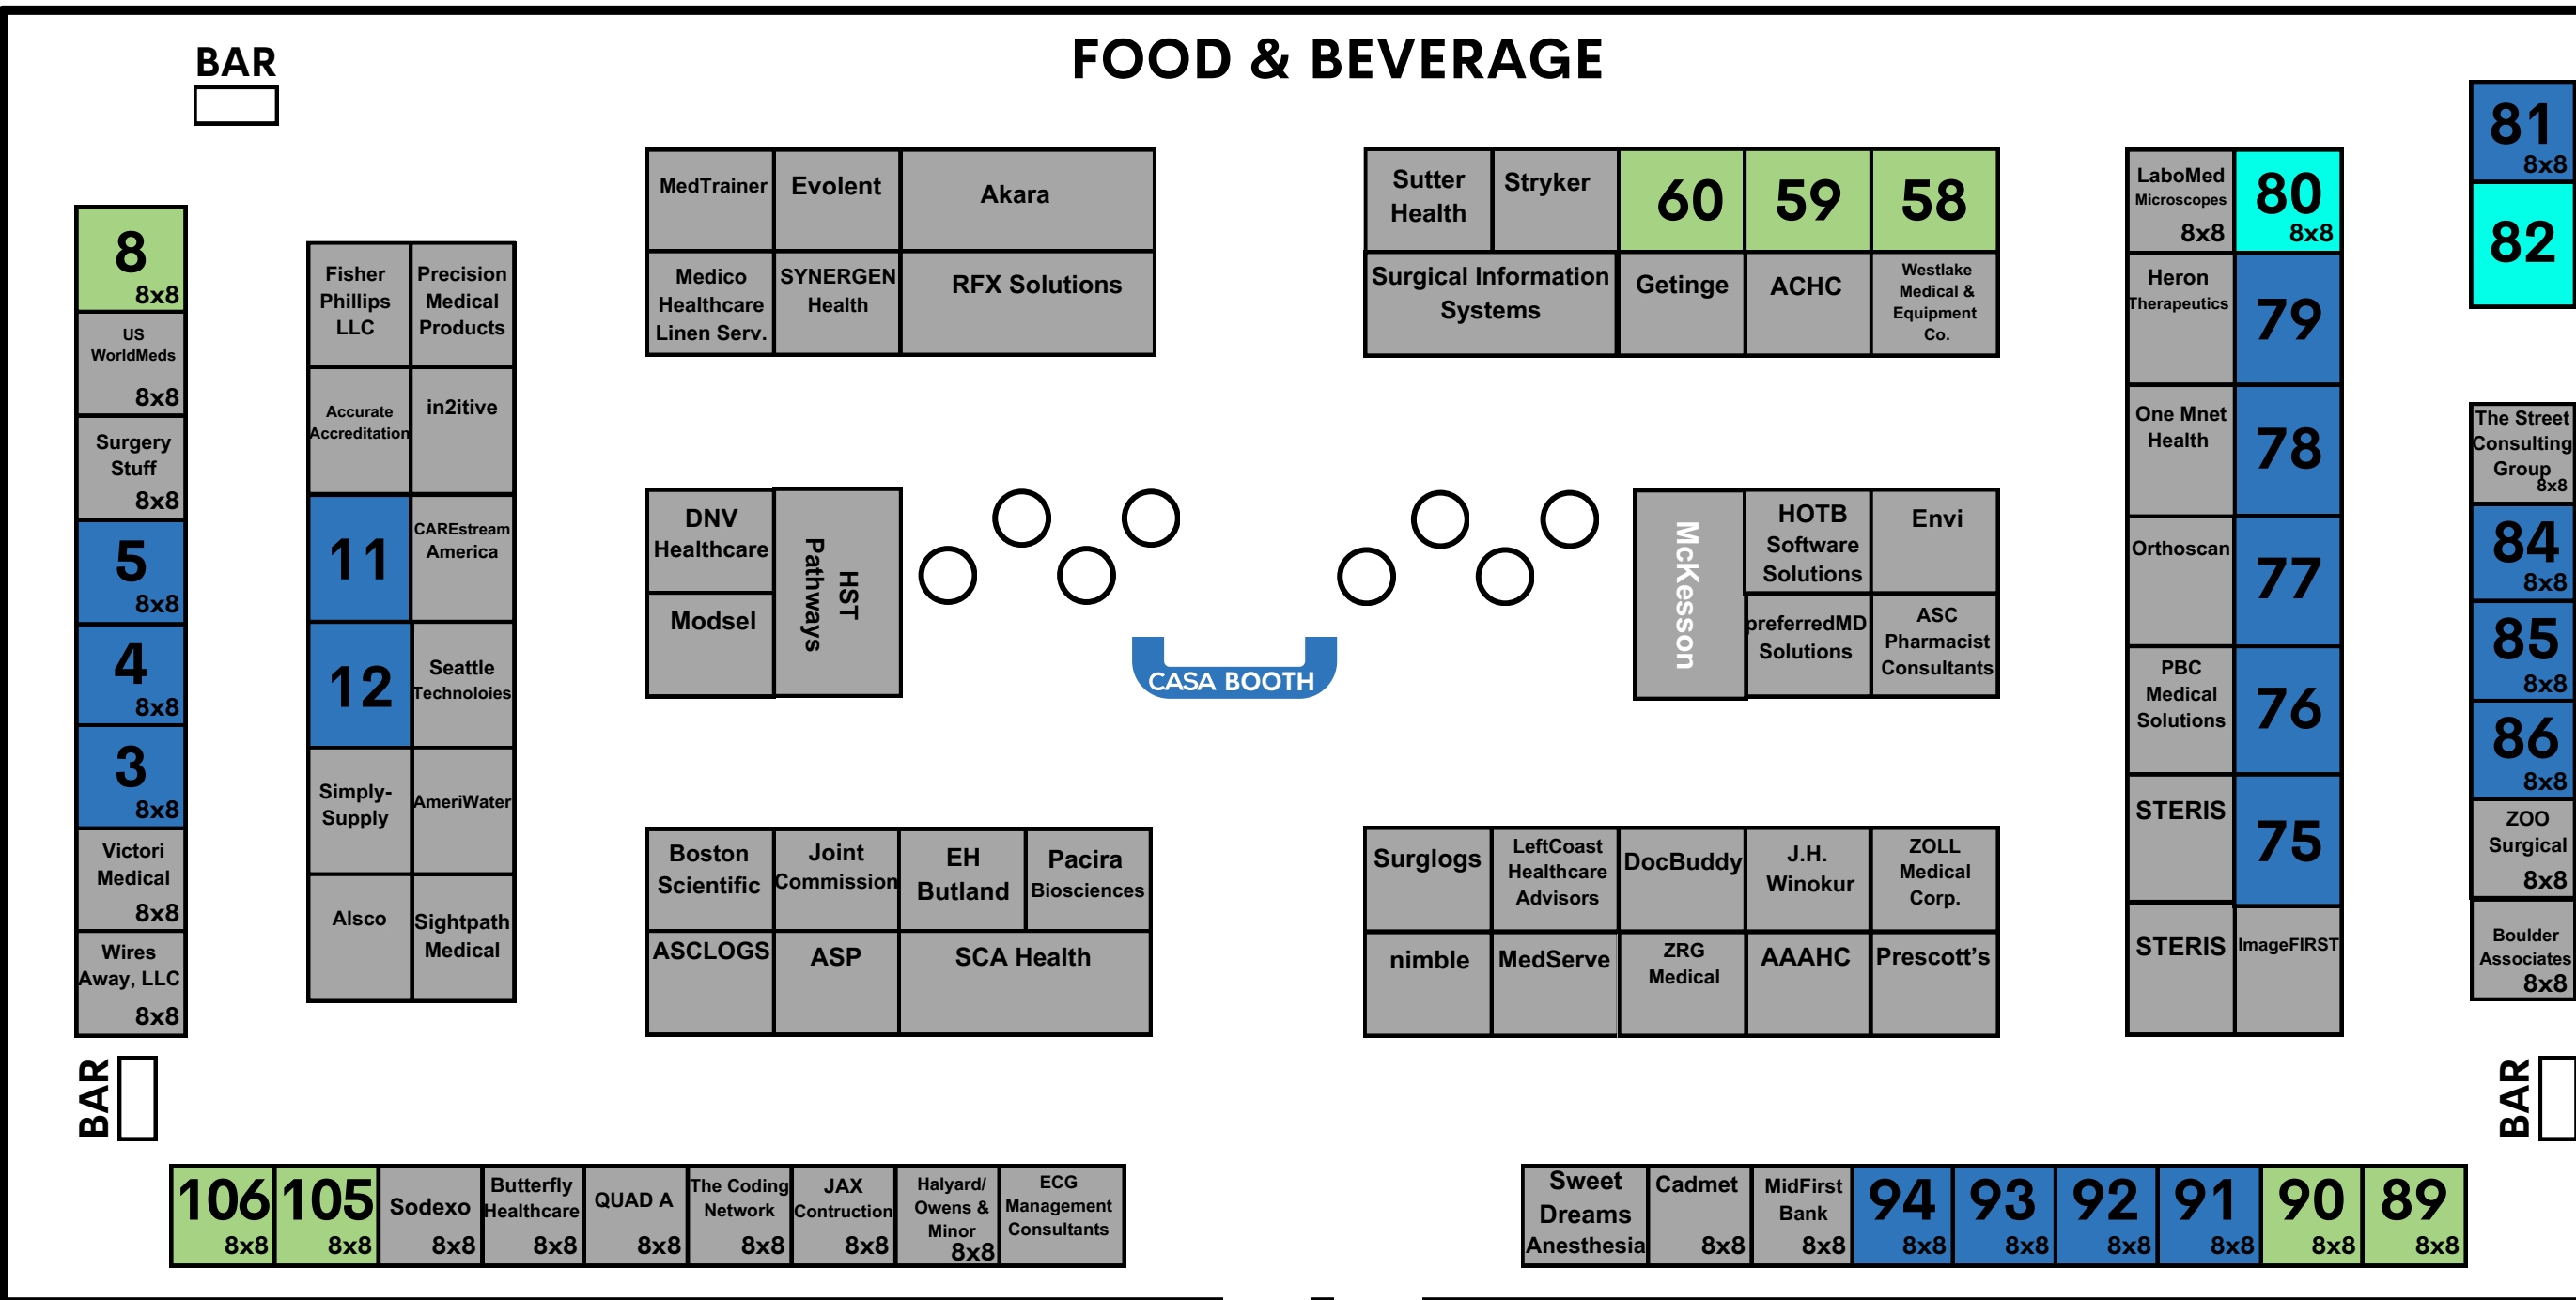 FOOD & BEVERAGE
BAR
8
8x8
US
WorldMeds
8x8
Surgery
Stuff
8x8
5
8x8
4
8x8
3
8x8
Victori
Medical
8x8
Wires
Away, LLC
8x8
BAR
Fisher
Phillips
LLC
Precision
Medical
Products
Accurate
Accreditation
in2itive
11
CAREstream
America
12
Seattle
Technoloies
Simply-
Supply
AmeriWater
Alsco
Sightpath
Medical
MedTrainer
Evolent
Akara
Medico
Healthcare
Linen Serv.
SYNERGEN
Health
RFX Solutions
DNV
Healthcare
Modsel
HST
Pathways
CASA BOOTH
Boston
Scientific
Joint
Commission
EH
Butland
Pacira
Biosciences
ASCLOGS
ASP
SCA Health
Sutter
Health
Stryker
60
59
58
Surgical Information
Systems
Getinge
ACHC
Westlake
Medical &
Equipment
Co.
McKesson
HOTB
Software
Solutions
Envi
preferredMD
Solutions
ASC
Pharmacist
Consultants
Surglogs
LeftCoast
Healthcare
Advisors
DocBuddy
J.H.
Winokur
ZOLL
Medical
Corp.
nimble
MedServe
ZRG
Medical
AAAHC
Prescott’s
LaboMed
Microscopes
8x8
80
8x8
Heron
Therapeutics
79
One Mnet
Health
78
Orthoscan
77
PBC
Medical
Solutions
76
STERIS
75
STERIS
ImageFIRST
81
8x8
82
The Street
Consulting
Group
8x8
84
8x8
85
8x8
86
8x8
ZOO
Surgical
8x8
Boulder
Associates
8x8
BAR
106
8x8
105
8x8
Sodexo
8x8
Butterfly
Healthcare
8x8
QUAD A
8x8
The Coding
Network
8x8
JAX
Contruction
8x8
Halyard/
Owens &
Minor
8x8
ECG
Management
Consultants
Sweet
Dreams
Anesthesia
Cadmet
8x8
MidFirst
Bank
8x8
94
8x8
93
8x8
92
8x8
91
8x8
90
8x8
89
8x8